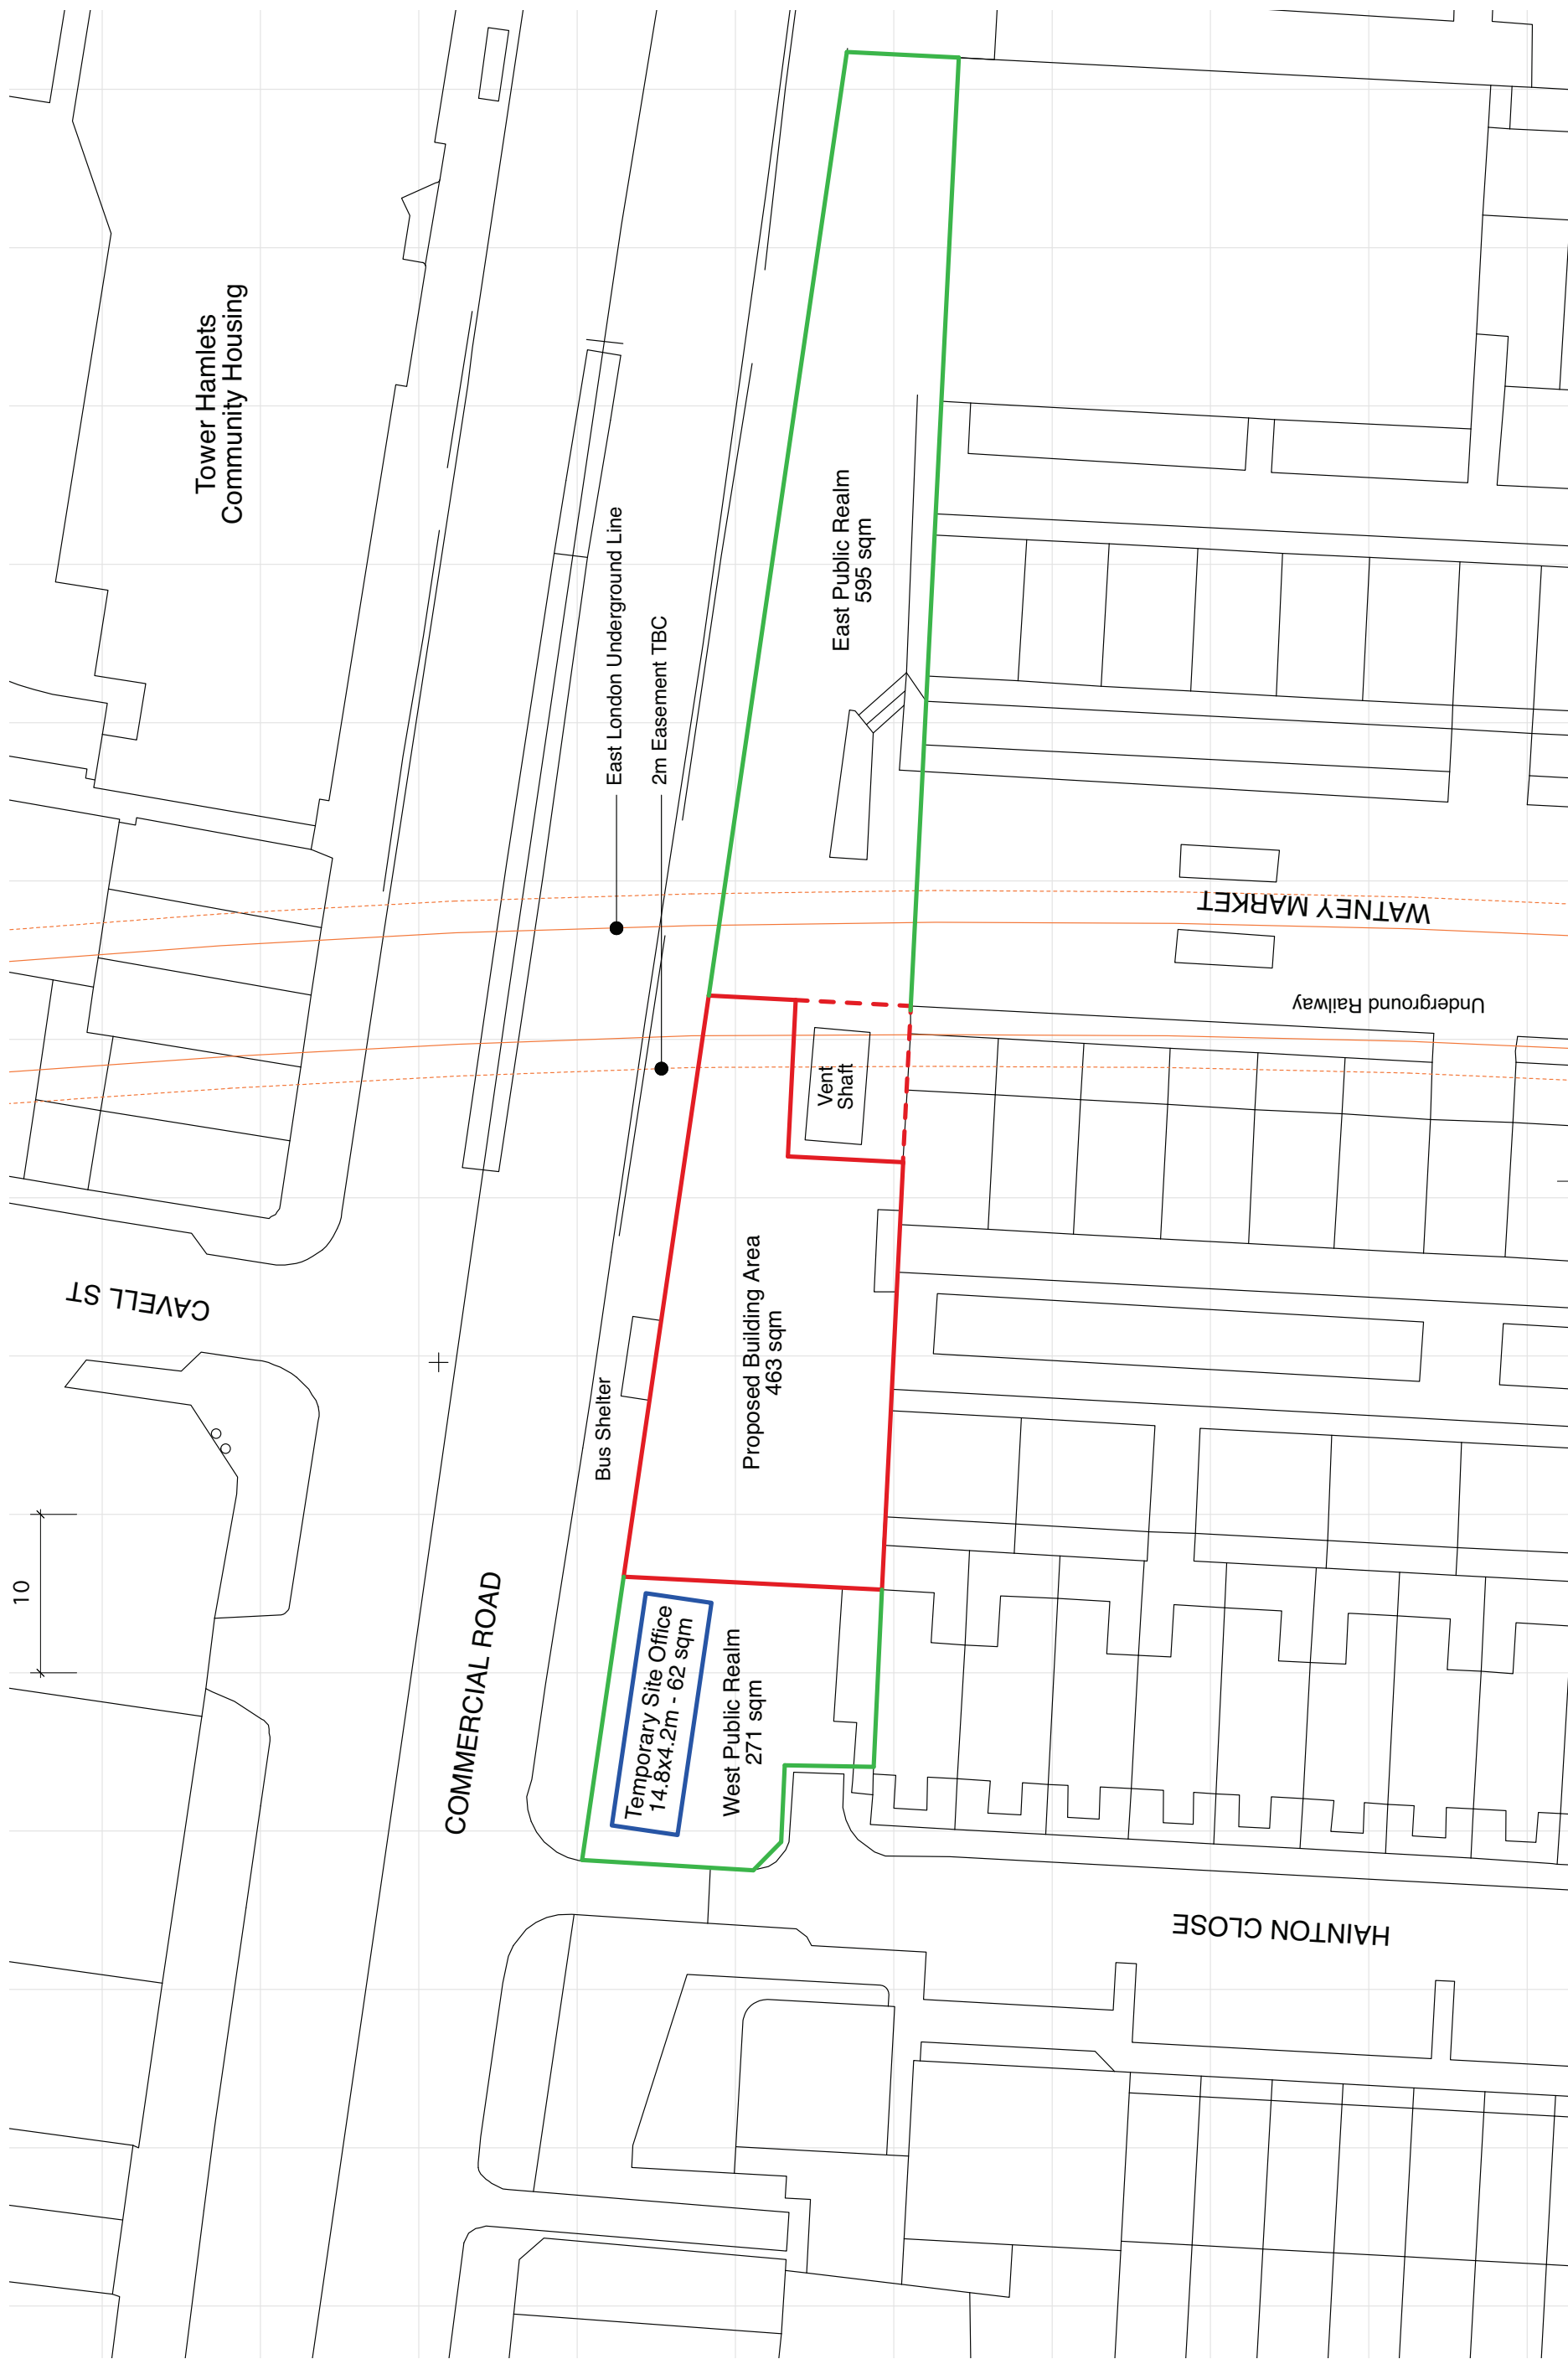 Tower Hamlets
Community Housing
East London Underground Line
2m Easement TBC
East Public Realm
595 sqm
WATNEY MARKET
Underground Railway
Vent
Shaft
CAVELL ST
Proposed Building Area
463 sqm
Bus Shelter
10
COMMERCIAL ROAD
Temporary Site Office
14.8x4.2m - 62 sqm
West Public Realm
271 sqm
HAINTON CLOSE